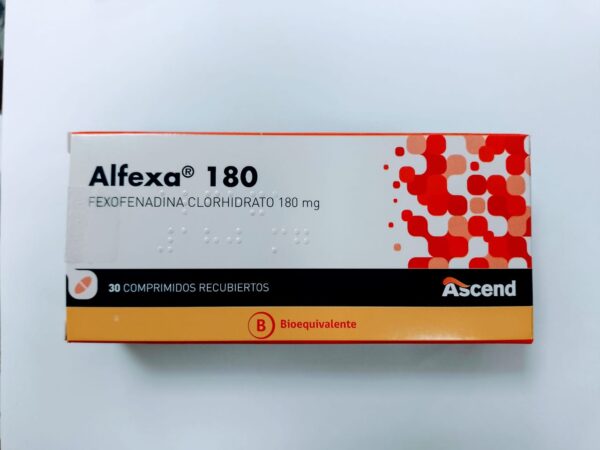 Alfexa® 180
FEXOFENADINA CLORHIDRATO 180 mg
30 COMPRIMIDOS RECUBIERTOS
Ascend
B Bioequivalente